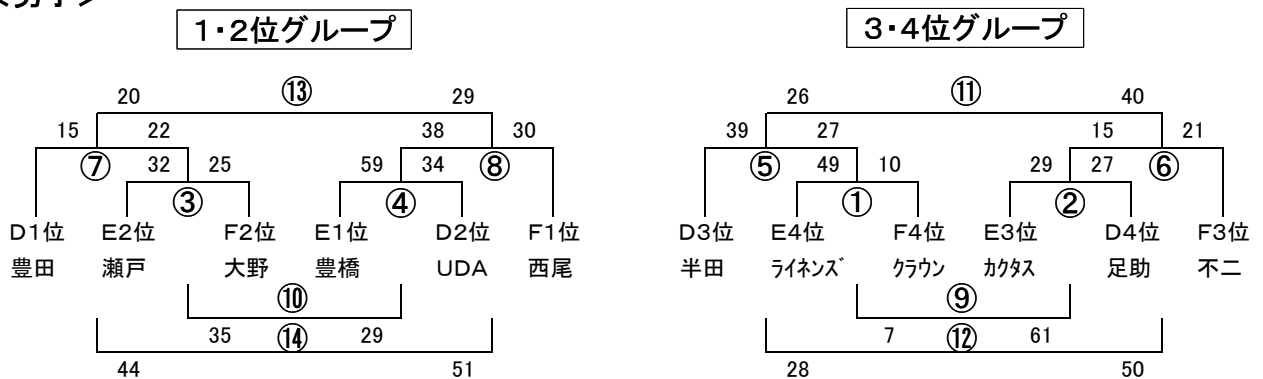 1・2位グループ
3・4位グループ
20 ⑬ 29
26 ⑪ 40
15 22 38 30
39 27 15 21
⑦ 32 25 59 34 ⑧
⑤ 49 10 29 27 ⑥
③ ④
① ②
D1位 E2位 F2位 E1位 D2位 F1位
豊田 瀬戸 大野 豊橋 UDA 西尾
D3位 E4位 F4位 E3位 D4位 F3位
半田 ライネンズ クラウン カクタス 足助 不二
⑩
⑨
35 ⑭ 29
7 ⑫ 61
44 51
28 50